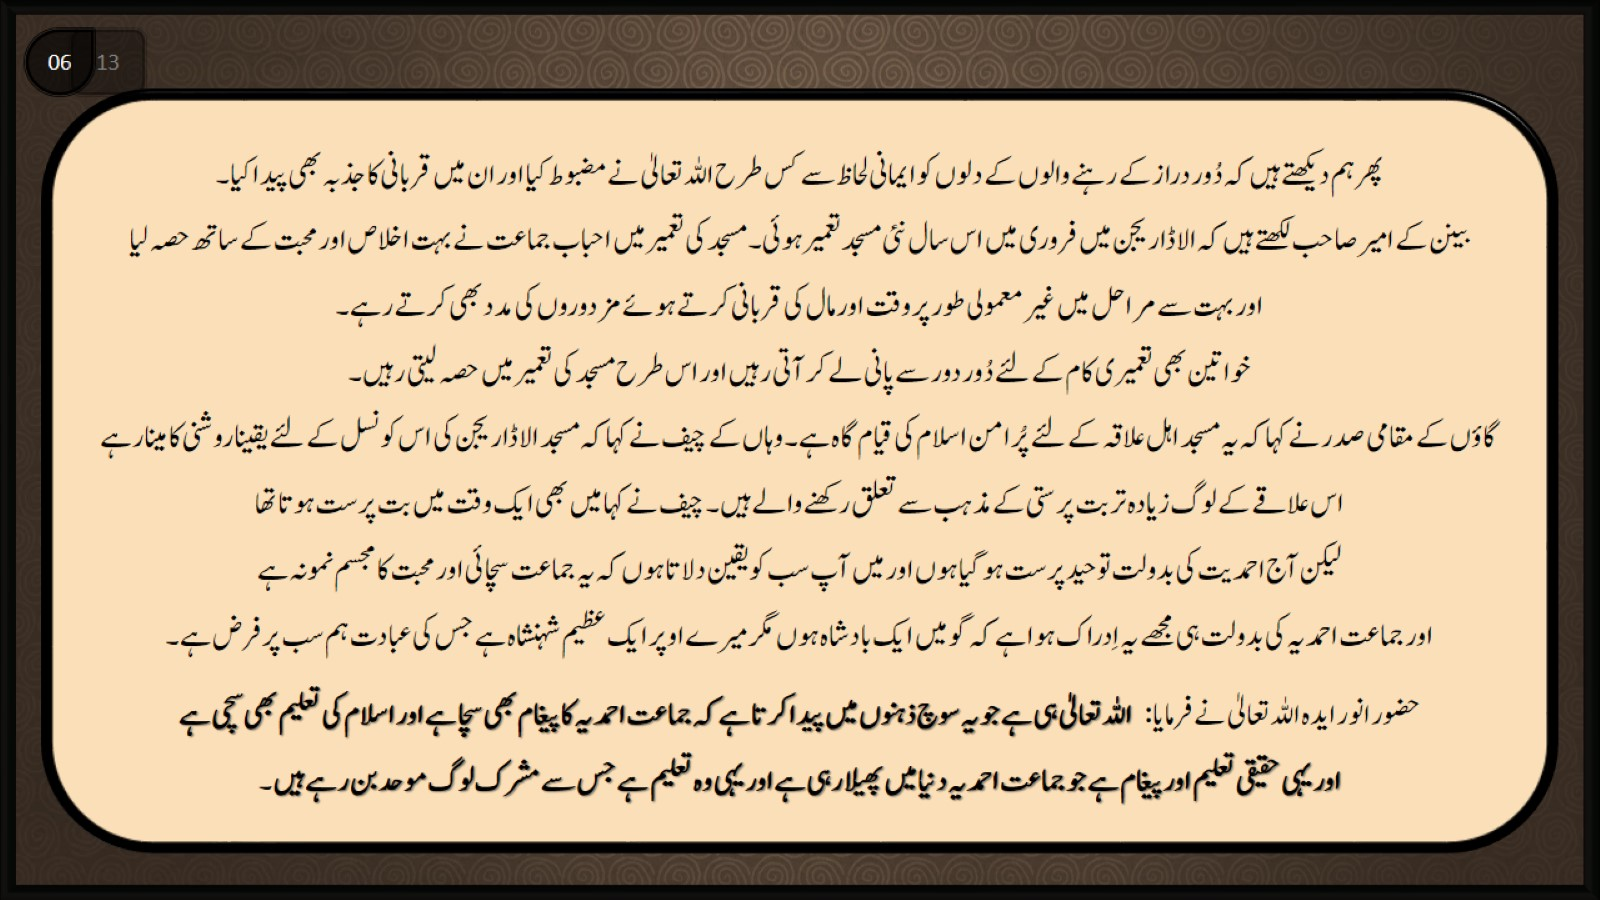 06 13
پھر ہم دیکھتے ہیں کہ دُور دراز کے رہنے والوں کے دلوں کو ایمانی لحاظ سے کس طرح اللہ تعالیٰ نے مضبوط کیا اور ان میں قربانی کا جذبہ بھی پیدا کیا۔
بینن کے امیر صاحب لکھتے ہیں کہ الاڈا ریجن میں فروری میں اس سال نئی مسجد تعمیر ہوئی۔ مسجد کی تعمیر میں احباب جماعت نے بہت اخلاص اور محبت کے ساتھ حصہ لیا
اور بہت سے مراحل میں غیر معمولی طور پر وقت اور مال کی قربانی کرتے ہوئے مزدوروں کی مدد بھی کرتے رہے۔
خواتین بھی تعمیری کام کے لئے دُور دور سے پانی لے کر آتی رہیں اور اس طرح مسجد کی تعمیر میں حصہ لیتی رہیں۔
گاؤں کے مقامی صدر نے کہا کہ یہ مسجد اہل علاقہ کے لئے پُر امن اسلام کی قیام گاہ ہے۔ وہاں کے چیف نے کہا کہ مسجد الاڈا ریجن کی اس کو نسل کے لئے یقینا روشنی کا مینار ہے
اس علاقے کے لوگ زیادہ تر بت پرستی کے مذہب سے تعلق رکھنے والے ہیں۔ چیف نے کہا میں بھی ایک وقت میں بت پرست ہوتا تھا
لیکن آج احمدیت کی بدولت توحید پرست ہو گیا ہوں اور میں آپ سب کو یقین دلاتا ہوں کہ یہ جماعت سچائی اور محبت کا مجسم نمونہ ہے
اور جماعت احمدیہ کی بدولت ہی مجھے یہ اِدراک ہوا ہے کہ گو میں ایک بادشاہ ہوں مگر میرے اوپر ایک عظیم شہنشاہ ہے جس کی عبادت ہم سب پر فرض ہے۔
حضور انور ایدہ اللہ تعالیٰ نے فرمایا: اللہ تعالیٰ ہی ہے جو یہ سوچ ذہنوں میں پیدا کرتا ہے کہ جماعت احمدیہ کا پیغام بھی سچا ہے اور اسلام کی تعلیم بھی سچی ہے
اور یہی حقیقی تعلیم اور پیغام ہے جو جماعت احمدیہ دنیا میں پھیلا رہی ہے اور یہی وہ تعلیم ہے جس سے مشرک لوگ موحد بن رہے ہیں۔